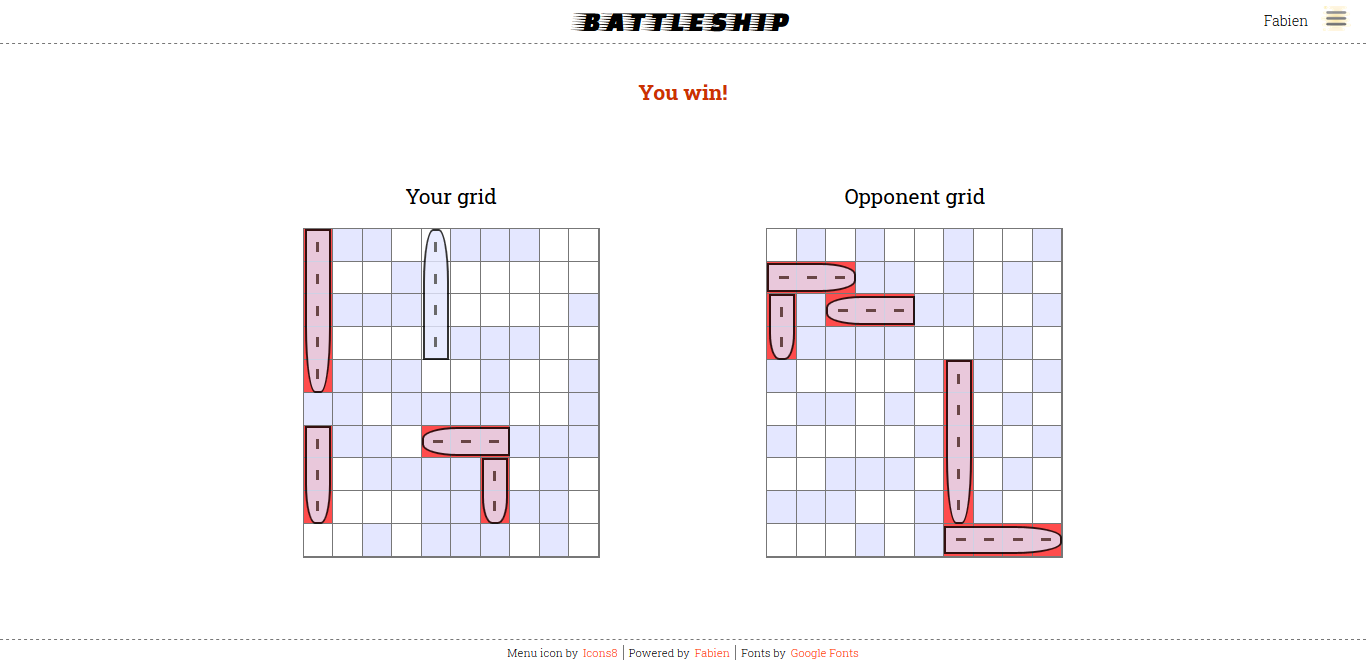 BATTLESHIP
Fabien
You win!
Your grid
Opponent grid
Menu icon by Icons8 | Powered by Fabien | Fonts by Google Fonts